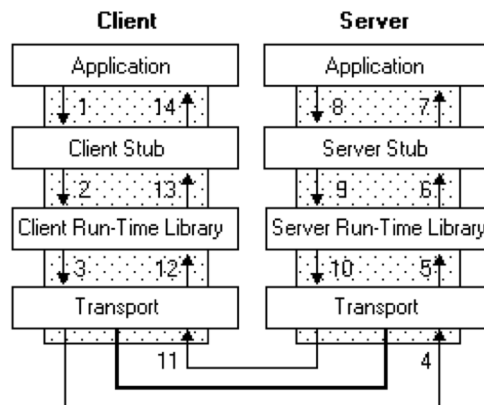 Client Server
Application Application
1 14 8 7
Client Stub Server Stub
2 13 9 6
Client Run-Time Library Server Run-Time Library
3 12 10 5
Transport Transport
11 4